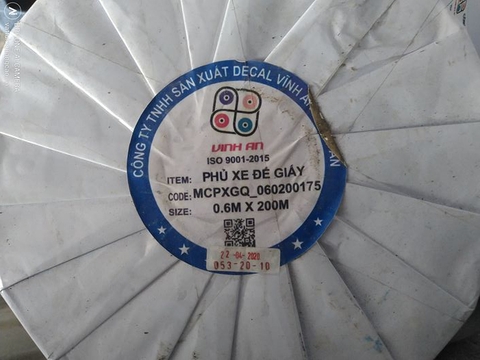 CÔNG TY TNHH SẢN XUẤT DECAL VĨNH AN
VINH AN
ISO 9001-2015
ITEM: PHỦ XE ĐẾ GIẤY
CODE: MCPXGQ_060200175
SIZE: 0.6M X 200M
22-04-2020
053-20-10